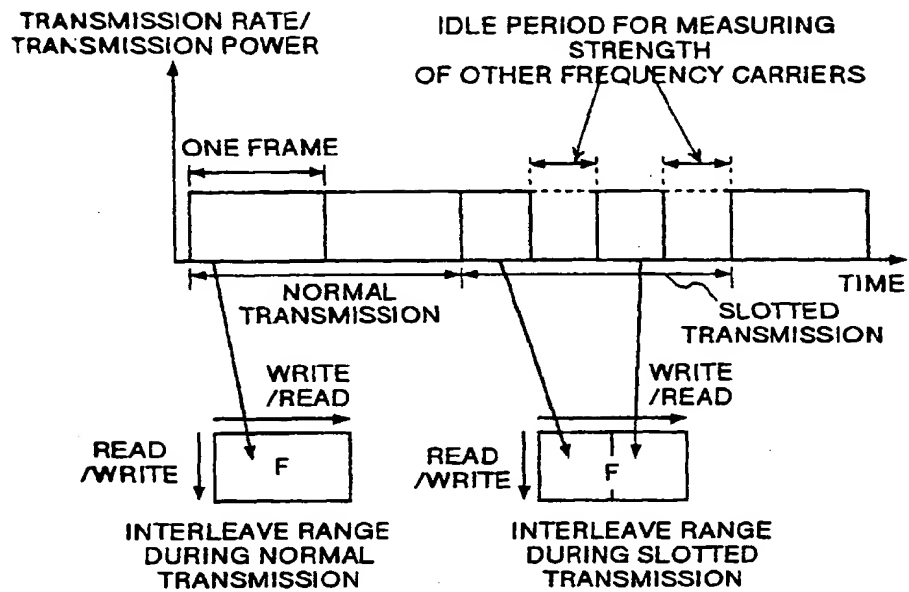 TRANSMISSION RATE/
TRANSMISSION POWER
IDLE PERIOD FOR MEASURING
STRENGTH
OF OTHER FREQUENCY CARRIERS
ONE FRAME
TIME
NORMAL
TRANSMISSION
SLOTTED
TRANSMISSION
WRITE
/READ
READ
/WRITE
F
INTERLEAVE RANGE
DURING NORMAL
TRANSMISSION
WRITE
/READ
READ
/WRITE
F
INTERLEAVE RANGE
DURING SLOTTED
TRANSMISSION